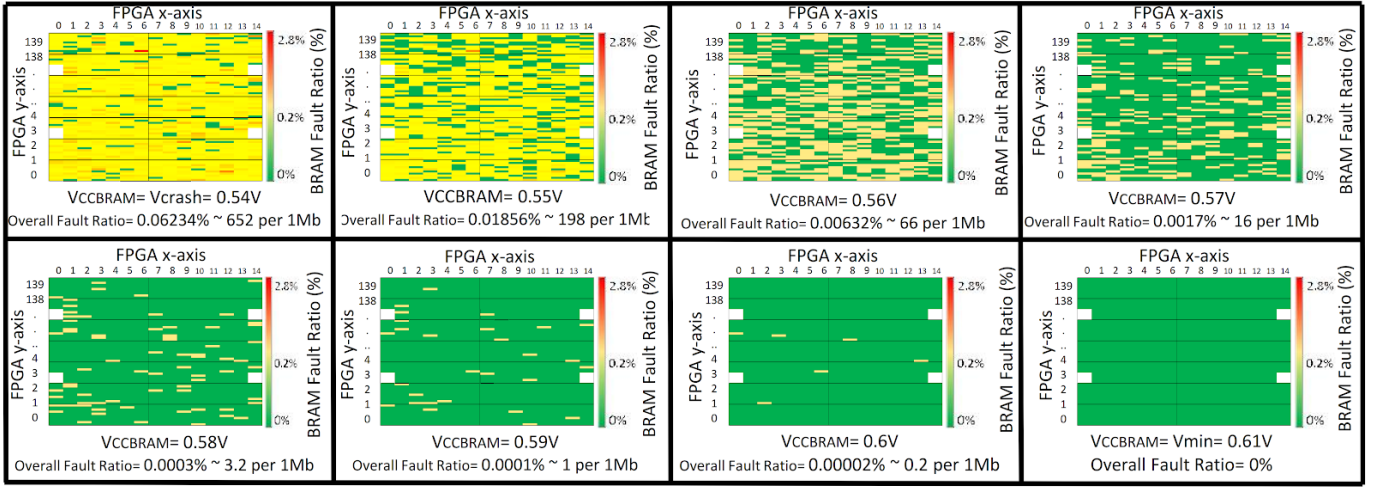 FPGA x-axis
0 1 2 3 4 5 6 7 8 9 10 11 12 13 14
FPGA y-axis
139
138
.
..
4
3
2
1
0
2.8%
0.2%
0%
BRAM Fault Ratio (%)
VCCBRAM= Vcrash= 0.54V
Overall Fault Ratio= 0.06234% ~ 652 per 1Mb
FPGA x-axis
0 1 2 3 4 5 6 7 8 9 10 11 12 13 14
FPGA y-axis
139
138
.
..
4
3
2
1
0
2.8%
0.2%
0%
BRAM Fault Ratio (%)
VCCBRAM= 0.55V
Overall Fault Ratio= 0.01856% ~ 198 per 1Mb
FPGA x-axis
0 1 2 3 4 5 6 7 8 9 10 11 12 13 14
FPGA y-axis
139
138
.
..
4
3
2
1
0
2.8%
0.2%
0%
BRAM Fault Ratio (%)
VCCBRAM= 0.56V
Overall Fault Ratio= 0.00632% ~ 66 per 1Mb
FPGA x-axis
0 1 2 3 4 5 6 7 8 9 10 11 12 13 14
FPGA y-axis
139
138
.
..
4
3
2
1
0
2.8%
0.2%
0%
BRAM Fault Ratio (%)
VCCBRAM= 0.57V
Overall Fault Ratio= 0.0017% ~ 16 per 1Mb
FPGA x-axis
0 1 2 3 4 5 6 7 8 9 10 11 12 13 14
FPGA y-axis
139
138
.
..
4
3
2
1
0
2.8%
0.2%
0%
BRAM Fault Ratio (%)
VCCBRAM= 0.58V
Overall Fault Ratio= 0.0003% ~ 3.2 per 1Mb
FPGA x-axis
0 1 2 3 4 5 6 7 8 9 10 11 12 13 14
FPGA y-axis
139
138
.
..
4
3
2
1
0
2.8%
0.2%
0%
BRAM Fault Ratio (%)
VCCBRAM= 0.59V
Overall Fault Ratio= 0.0001% ~ 1 per 1Mb
FPGA x-axis
0 1 2 3 4 5 6 7 8 9 10 11 12 13 14
FPGA y-axis
139
138
.
..
4
3
2
1
0
2.8%
0.2%
0%
BRAM Fault Ratio (%)
VCCBRAM= 0.6V
Overall Fault Ratio= 0.00002% ~ 0.2 per 1Mb
FPGA x-axis
0 1 2 3 4 5 6 7 8 9 10 11 12 13 14
FPGA y-axis
139
138
.
..
4
3
2
1
0
2.8%
0.2%
0%
BRAM Fault Ratio (%)
VCCBRAM= Vmin= 0.61V
Overall Fault Ratio= 0%